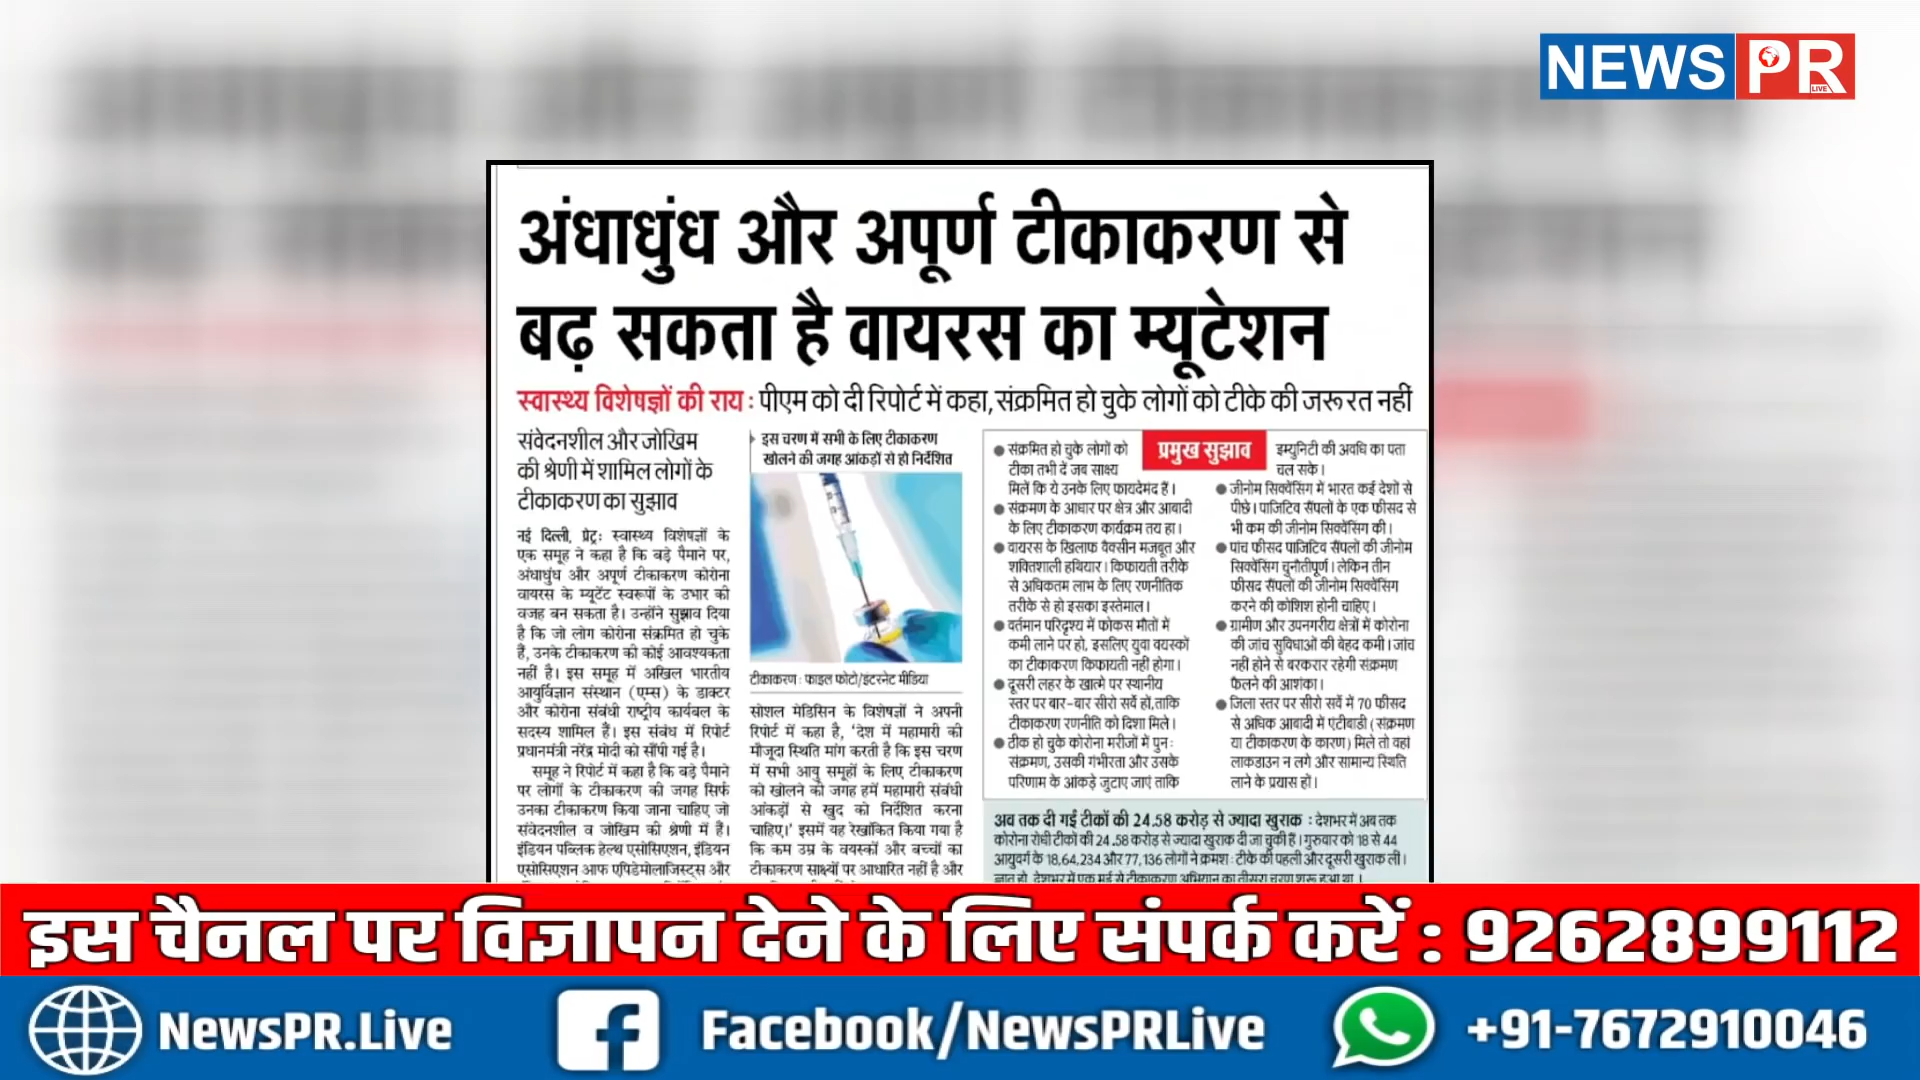 NEWS PR
LIVE
अंधाधुंध और अपूर्ण टीकाकरण से
बढ़ सकता है वायरस का म्यूटेशन
स्वास्थ्य विशेषज्ञों की राय : पीएम को दी रिपोर्ट में कहा, संक्रमित हो चुके लोगों को टीके की जरूरत नहीं
संवेदनशील और जोखिम
की श्रेणी में शामिल लोगों के
टीकाकरण का सुझाव
नई दिल्ली, प्रेट्र: स्वास्थ्य विशेषज्ञों के
एक समूह ने कहा है कि बड़े पैमाने पर,
अंधाधुंध और अपूर्ण टीकाकरण कोरोना
वायरस के म्यूटेंट स्वरूपों के उभार की
वजह बन सकता है। उन्होंने सुझाव दिया
है कि जो लोग कोरोना संक्रमित हो चुके
हैं, उनके टीकाकरण की कोई आवश्यकता
नहीं है। इस समूह में अखिल भारतीय
आयुर्विज्ञान संस्थान (एम्स) के डाक्टर
और कोरोना संबंधी राष्ट्रीय कार्यबल के
सदस्य शामिल हैं। इस संबंध में रिपोर्ट
प्रधानमंत्री नरेंद्र मोदी को सौंपी गई है।
समूह ने रिपोर्ट में कहा है कि बड़े पैमाने
पर लोगों के टीकाकरण की जगह सिर्फ
उनका टीकाकरण किया जाना चाहिए जो
संवेदनशील व जोखिम की श्रेणी में हैं।
इंडियन पब्लिक हेल्थ एसोसिएशन, इंडियन
एसोसिएशन आफ एपिडेमोलाजिस्ट्स और
इस चरण में सभी के लिए टीकाकरण
खोलने की जगह आंकड़ों से हो निर्देशित
टीकाकरण : फाइल फोटो/इंटरनेट मीडिया
सोशल मेडिसिन के विशेषज्ञों ने अपनी
रिपोर्ट में कहा है, 'देश में महामारी की
मौजूदा स्थिति मांग करती है कि इस चरण
में सभी आयु समूहों के लिए टीकाकरण
को खोलने की जगह हमें महामारी संबंधी
आंकड़ों से खुद को निर्देशित करना
चाहिए।' इसमें यह रेखांकित किया गया है
कि कम उम्र के वयस्कों और बच्चों का
टीकाकरण साक्ष्यों पर आधारित नहीं है और
प्रमुख सुझाव
● संक्रमित हो चुके लोगों को
टीका तभी दें जब साक्ष्य
मिलें कि ये उनके लिए फायदेमंद हैं।
● संक्रमण के आधार पर क्षेत्र और आबादी
के लिए टीकाकरण कार्यक्रम तय हो।
● वायरस के खिलाफ वैक्सीन मजबूत और
शक्तिशाली हथियार। किफायती तरीके
से अधिकतम लाभ के लिए रणनीतिक
तरीके से हो इसका इस्तेमाल।
● वर्तमान परिदृश्य में फोकस मौतों में
कमी लाने पर हो, इसलिए युवा वयस्कों
का टीकाकरण किफायती नहीं होगा।
● दूसरी लहर के खात्मे पर स्थानीय
स्तर पर बार-बार सीरो सर्वे हों, ताकि
टीकाकरण रणनीति को दिशा मिले।
● ठीक हो चुके कोरोना मरीजों में पुनः
संक्रमण, उसकी गंभीरता और उसके
परिणाम के आंकड़े जुटाए जाएं ताकि
इम्युनिटी की अवधि का पता
चल सके।
● जीनोम सिक्वेंसिंग में भारत कई देशों से
पीछे। पाजिटिव सैंपलों के एक फीसद से
भी कम की जीनोम सिक्वेंसिंग की।
● पांच फीसद पाजिटिव सैंपलों की जीनोम
सिक्वेंसिंग चुनौतीपूर्ण। लेकिन तीन
फीसद सैंपलों की जीनोम सिक्वेंसिंग
करने की कोशिश होनी चाहिए।
● ग्रामीण और उपनगरीय क्षेत्रों में कोरोना
की जांच सुविधाओं की बेहद कमी। जांच
नहीं होने से बरकरार रहेगी संक्रमण
फैलने की आशंका।
● जिला स्तर पर सीरो सर्वे में 70 फीसद
से अधिक आबादी में एंटीबाडी (संक्रमण
या टीकाकरण के कारण) मिले तो वहां
लाकडाउन न लगे और सामान्य स्थिति
लाने के प्रयास हों।
अब तक दी गईं टीकों की 24.58 करोड़ से ज्यादा खुराक : देशभर में अब तक
कोरोना रोधी टीकों की 24.58 करोड़ से ज्यादा खुराक दी जा चुकी हैं। गुरुवार को 18 से 44
आयुवर्ग के 18,64,234 और 77,136 लोगों ने क्रमशः टीके की पहली और दूसरी खुराक ली।
ज्ञात हो, देशभर में एक मई से टीकाकरण अभियान का तीसरा चरण शुरू हुआ था।
इस चैनल पर विज्ञापन देने के लिए संपर्क करें : 9262899112
NewsPR.Live
Facebook/NewsPRLive
+91-7672910046